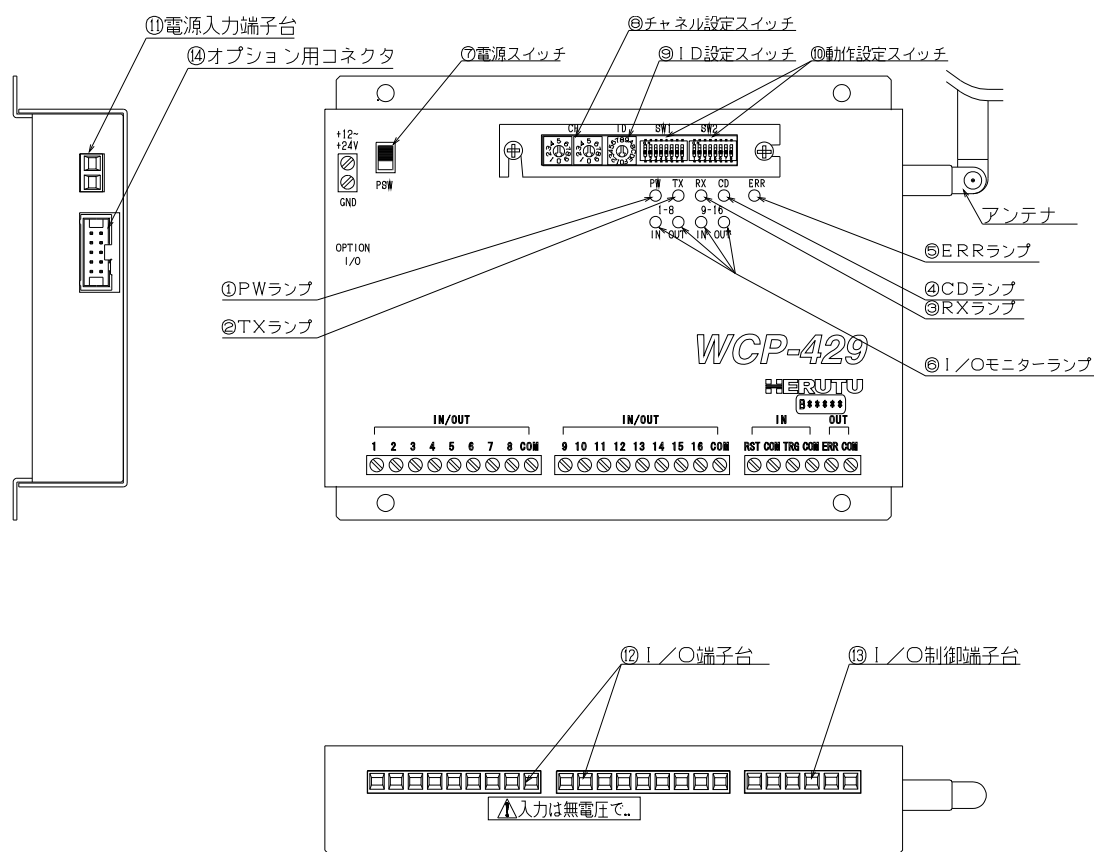 ⑪電源入力端子台
⑭オプション用コネクタ
⑦電源スイッチ
⑧チャネル設定スイッチ
⑨ID設定スイッチ
⑩動作設定スイッチ
+12~
+24V
GND
PSW
CH
ID
SW1
SW2
PW TX RX CD ERR
1-8 9-16
IN OUT IN OUT
OPTION
I/O
アンテナ
⑤ERRランプ
④CDランプ
③RXランプ
①PWランプ
②TXランプ
⑥I/Oモニターランプ
WCP-429
HERUTU
IN/OUT IN/OUT IN OUT
1 2 3 4 5 6 7 8 COM 9 10 11 12 13 14 15 16 COM RST COM TRG COM ERR COM
⑫I/O端子台
⑬I/O制御端子台
入力は無電圧で..